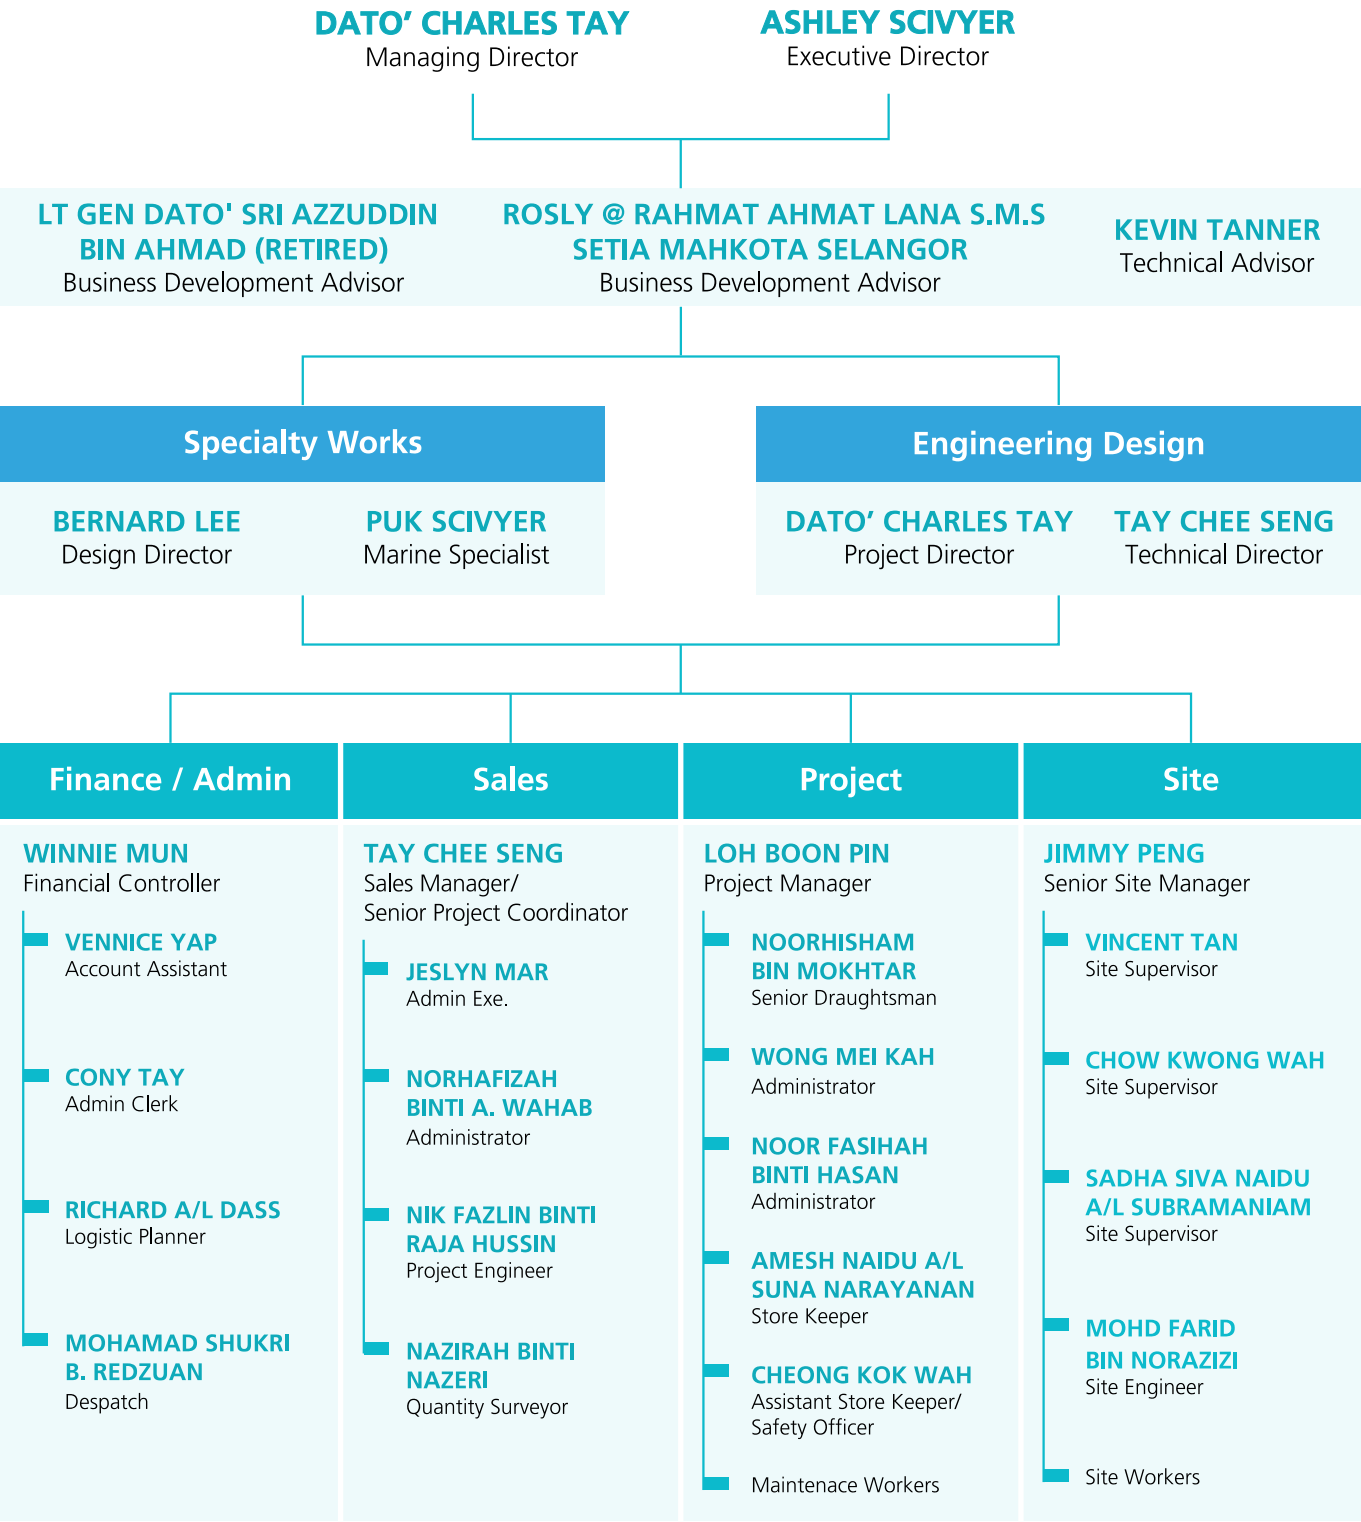 DATO’ CHARLES TAY
Managing Director
ASHLEY SCIVYER
Executive Director
LT GEN DATO' SRI AZZUDDIN
BIN AHMAD (RETIRED)
Business Development Advisor
ROSLY @ RAHMAT AHMAT LANA S.M.S
SETIA MAHKOTA SELANGOR
Business Development Advisor
KEVIN TANNER
Technical Advisor
Specialty Works
BERNARD LEE
Design Director
PUK SCIVYER
Marine Specialist
Engineering Design
DATO’ CHARLES TAY
Project Director
TAY CHEE SENG
Technical Director
Finance / Admin
WINNIE MUN
Financial Controller
VENNICE YAP
Account Assistant
CONY TAY
Admin Clerk
RICHARD A/L DASS
Logistic Planner
MOHAMAD SHUKRI
B. REDZUAN
Despatch
Sales
TAY CHEE SENG
Sales Manager/
Senior Project Coordinator
JESLYN MAR
Admin Exe.
NORHAFIZAH
BINTI A. WAHAB
Administrator
NIK FAZLIN BINTI
RAJA HUSSIN
Project Engineer
NAZIRAH BINTI
NAZERI
Quantity Surveyor
Project
LOH BOON PIN
Project Manager
NOORHISHAM
BIN MOKHTAR
Senior Draughtsman
WONG MEI KAH
Administrator
NOOR FASIHAH
BINTI HASAN
Administrator
AMESH NAIDU A/L
SUNA NARAYANAN
Store Keeper
CHEONG KOK WAH
Assistant Store Keeper/
Safety Officer
Maintenace Workers
Site
JIMMY PENG
Senior Site Manager
VINCENT TAN
Site Supervisor
CHOW KWONG WAH
Site Supervisor
SADHA SIVA NAIDU
A/L SUBRAMANIAM
Site Supervisor
MOHD FARID
BIN NORAZIZI
Site Engineer
Site Workers